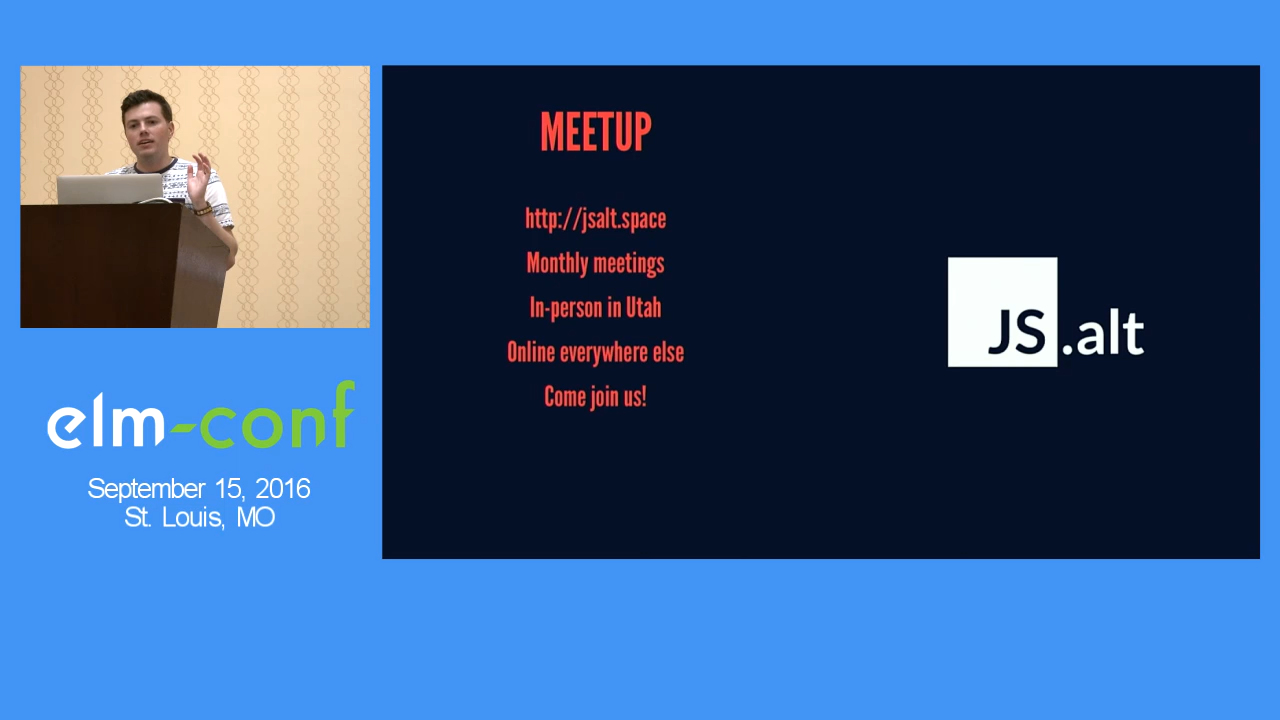 MEETUP
http://jsalt.space
Monthly meetings
In-person in Utah
Online everywhere else
Come join us!
JS.alt
elm-conf
September 15, 2016
St. Louis, MO